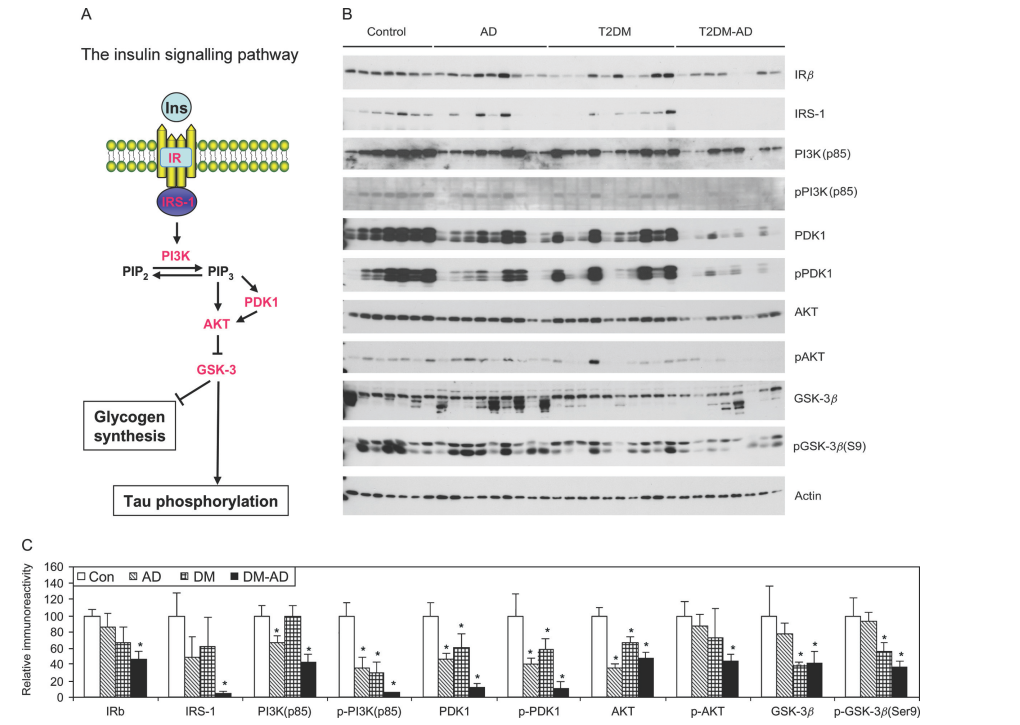 A
The insulin signalling pathway
Ins
IR
IRS-1
PI3K
PIP2
PIP3
PDK1
AKT
GSK-3
Glycogen
synthesis
Tau phosphorylation
B
Control AD T2DM T2DM-AD
IRβ
IRS-1
PI3K(p85)
pPI3K(p85)
PDK1
pPDK1
AKT
pAKT
GSK-3β
pGSK-3β(S9)
Actin
C
Relative immunoreactivity
160
140
120
100
80
60
40
20
0
Con AD DM DM-AD
* * * * * * * * * * * * * * * * * * * * *
IRb IRS-1 PI3K(p85) p-PI3K(p85) PDK1 p-PDK1 AKT p-AKT GSK-3β p-GSK-3β(Ser9)